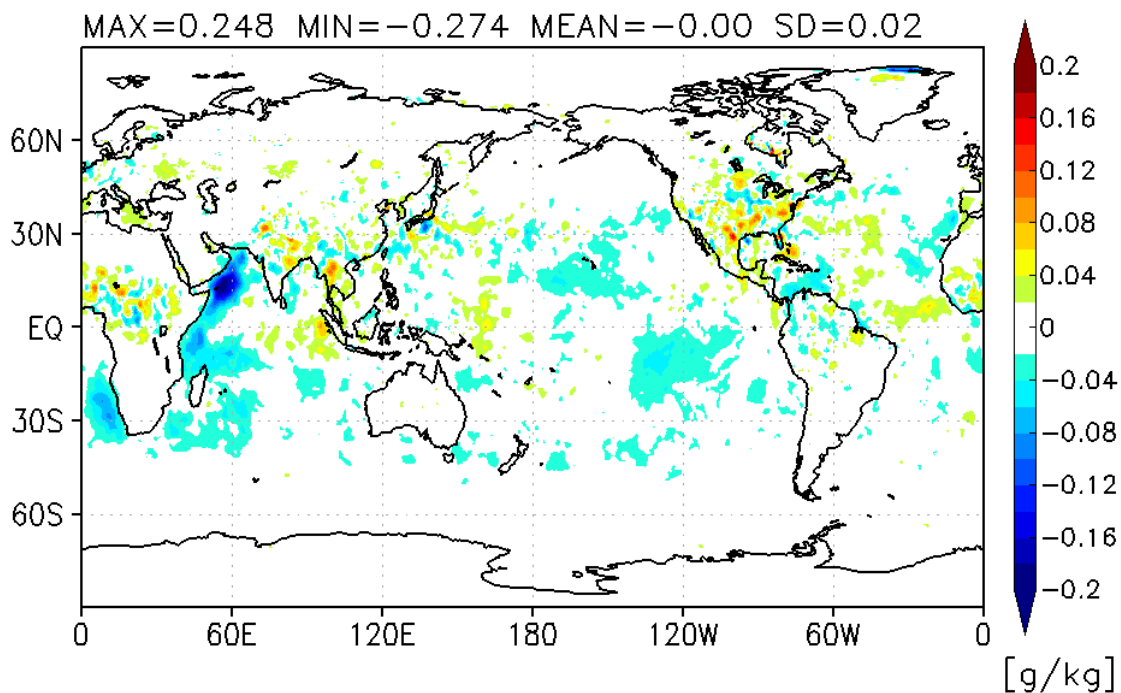 MAX=0.248 MIN=−0.274 MEAN=−0.00 SD=0.02
60N
30N
EQ
30S
60S
0 60E 120E 180 120W 60W 0
0.2
0.16
0.12
0.08
0.04
0
−0.04
−0.08
−0.12
−0.16
−0.2
[g/kg]